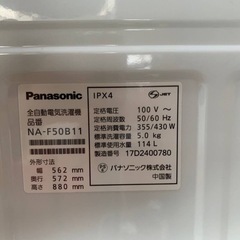 Panasonic
全自動電気洗濯機
NA-F50B11
外形寸法
幅 562 mm
奥行 572 mm
高さ 880 mm
IPX4
JET
定格電圧 100 V~
定格周波数 50/60 Hz
定格消費電力 355/430 W
標準洗濯容量 5.0 kg
標準使用水量 114 L
製造番号 17D2400780
パナソニック株式会社
中国製